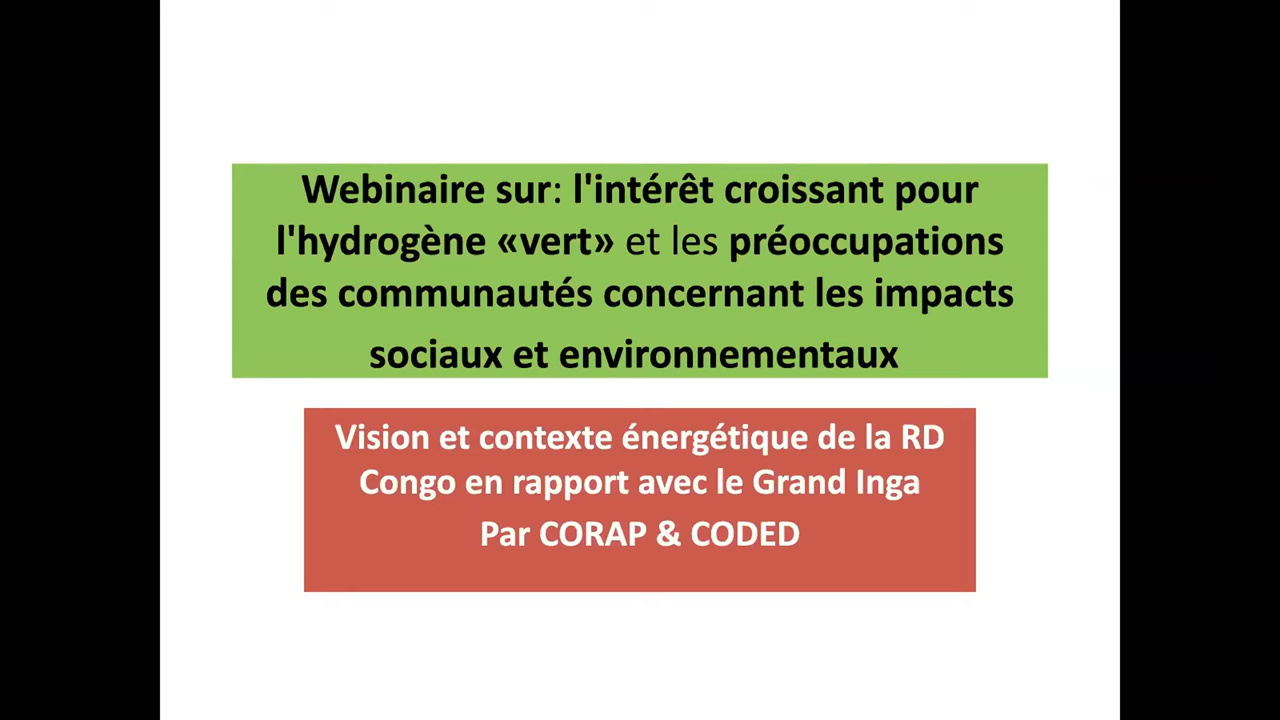 Webinaire sur: l'intérêt croissant pour
l'hydrogène «vert» et les préoccupations
des communautés concernant les impacts
sociaux et environnementaux
Vision et contexte énergétique de la RD
Congo en rapport avec le Grand Inga
Par CORAP & CODED